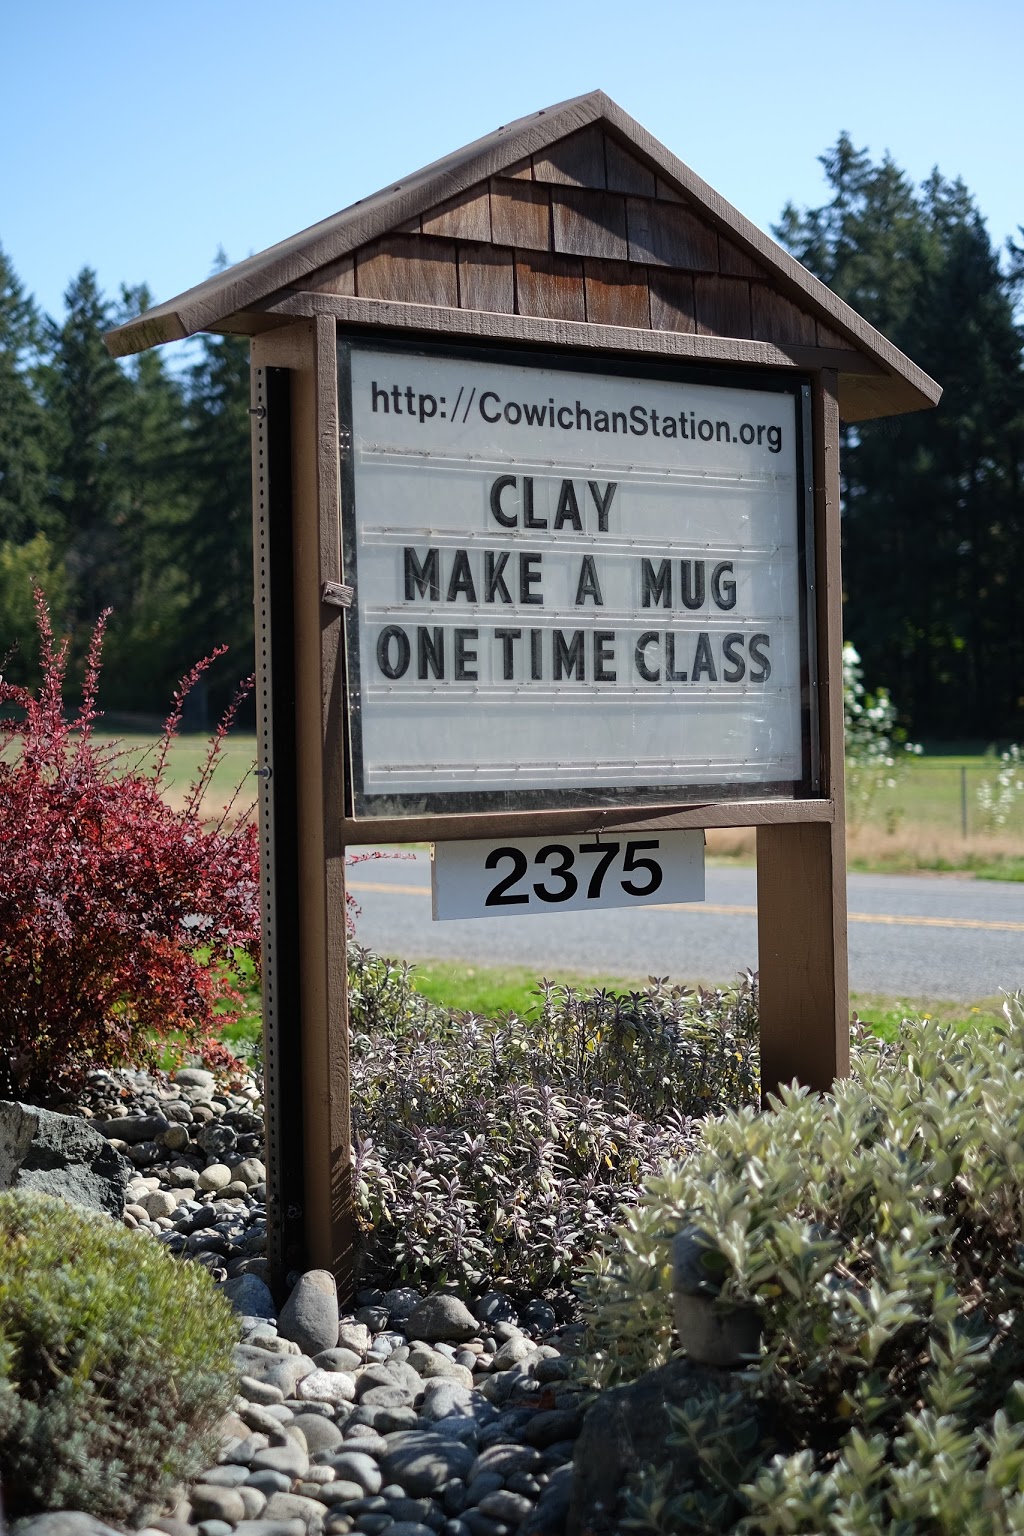 http://CowichanStation.org
CLAY
MAKE A MUG
ONE TIME CLASS
2375